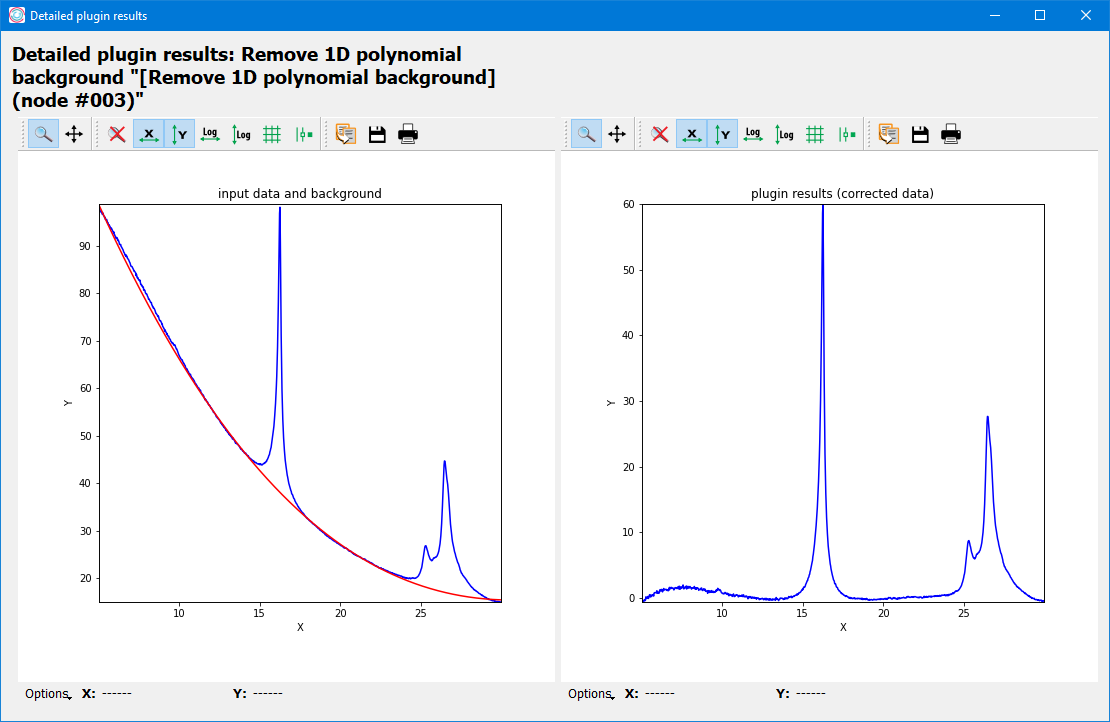 Detailed plugin results
Detailed plugin results: Remove 1D polynomial
background "[Remove 1D polynomial background]
(node #003)"
X Y Log Log
X Y Log Log
input data and background
90
80
70
60
50
40
30
20
Y
10 15 20 25
X
plugin results (corrected data)
60
50
40
30
20
10
0
Y
10 15 20 25
X
Options X: ------ Y: ------
Options X: ------ Y: ------